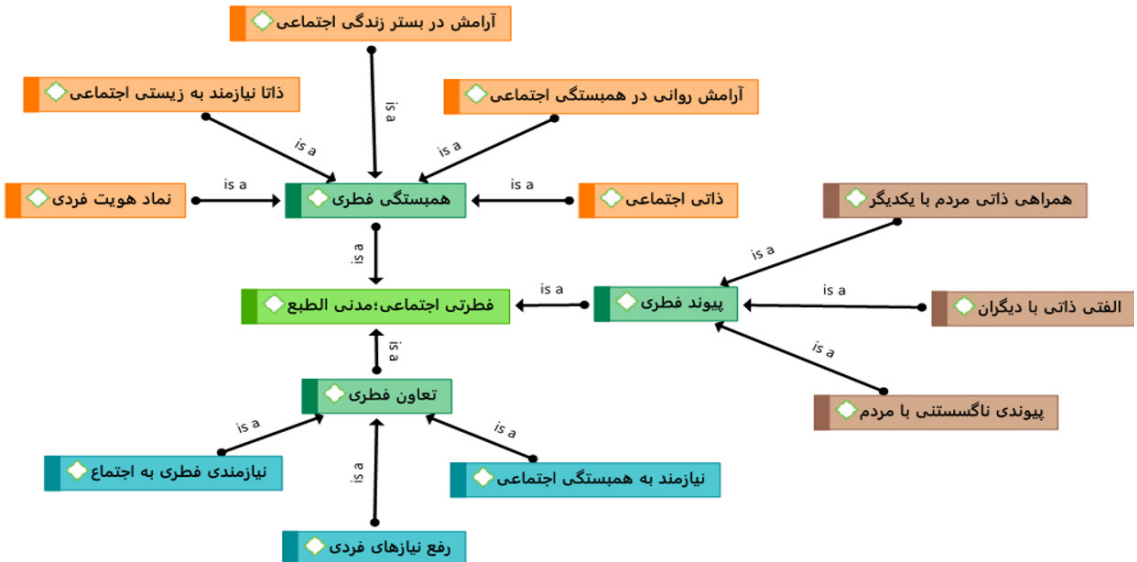 آرامش در بستر زندگی اجتماعی
ذاتا نیازمند به زیستی اجتماعی
آرامش روانی در همبستگی اجتماعی
is a
is a
is a
نماد هویت فردی
is a
همبستگی فطری
is a
ذاتی اجتماعی
همراهی ذاتی مردم با یکدیگر
is a
is a
فطرتی اجتماعی؛مدنی الطبع
is a
پیوند فطری
is a
الفتی ذاتی با دیگران
is a
is a
تعاون فطری
پیوندی ناگسستنی با مردم
is a
is a
is a
نیازمندی فطری به اجتماع
نیازمند به همبستگی اجتماعی
رفع نیازهای فردی